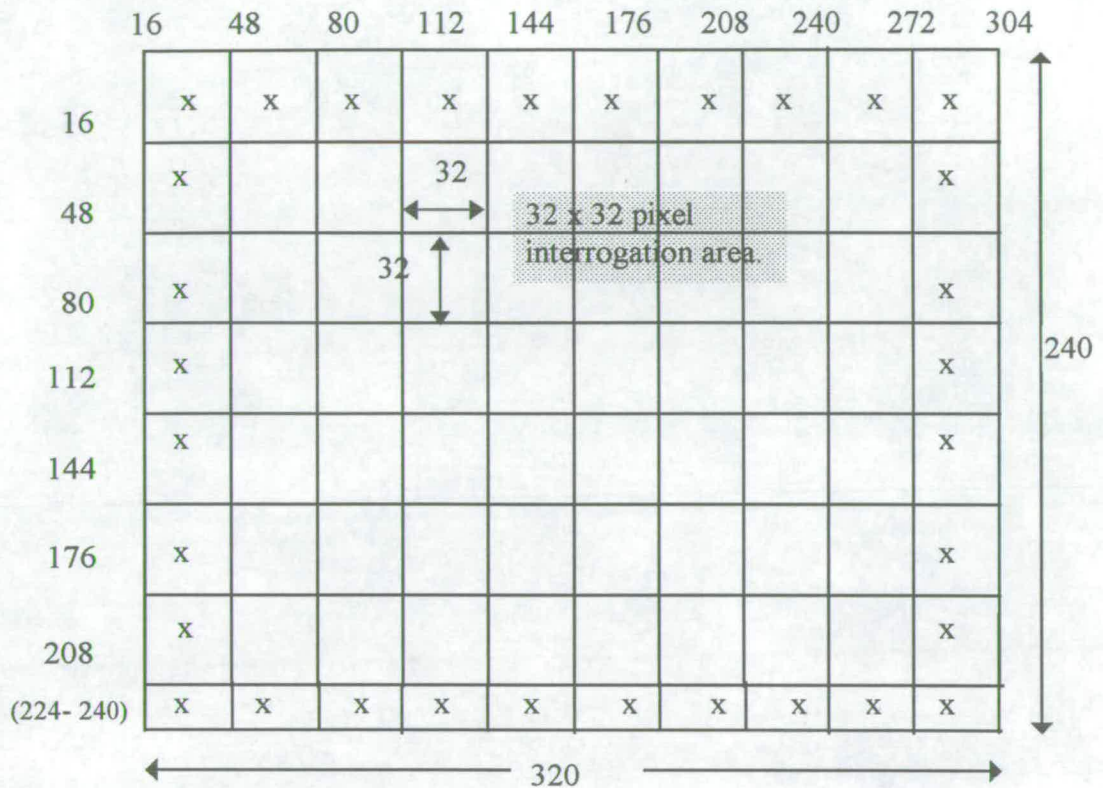 16 48 80 112 144 176 208 240 272 304
16 x x x x x x x x x x
x 32 x
48 32 x 32 pixel
interrogation area.
32
80 x x
240
112 x x
144 x x
176 x x
x x
208
(224- 240) x x x x x x x x x x
320